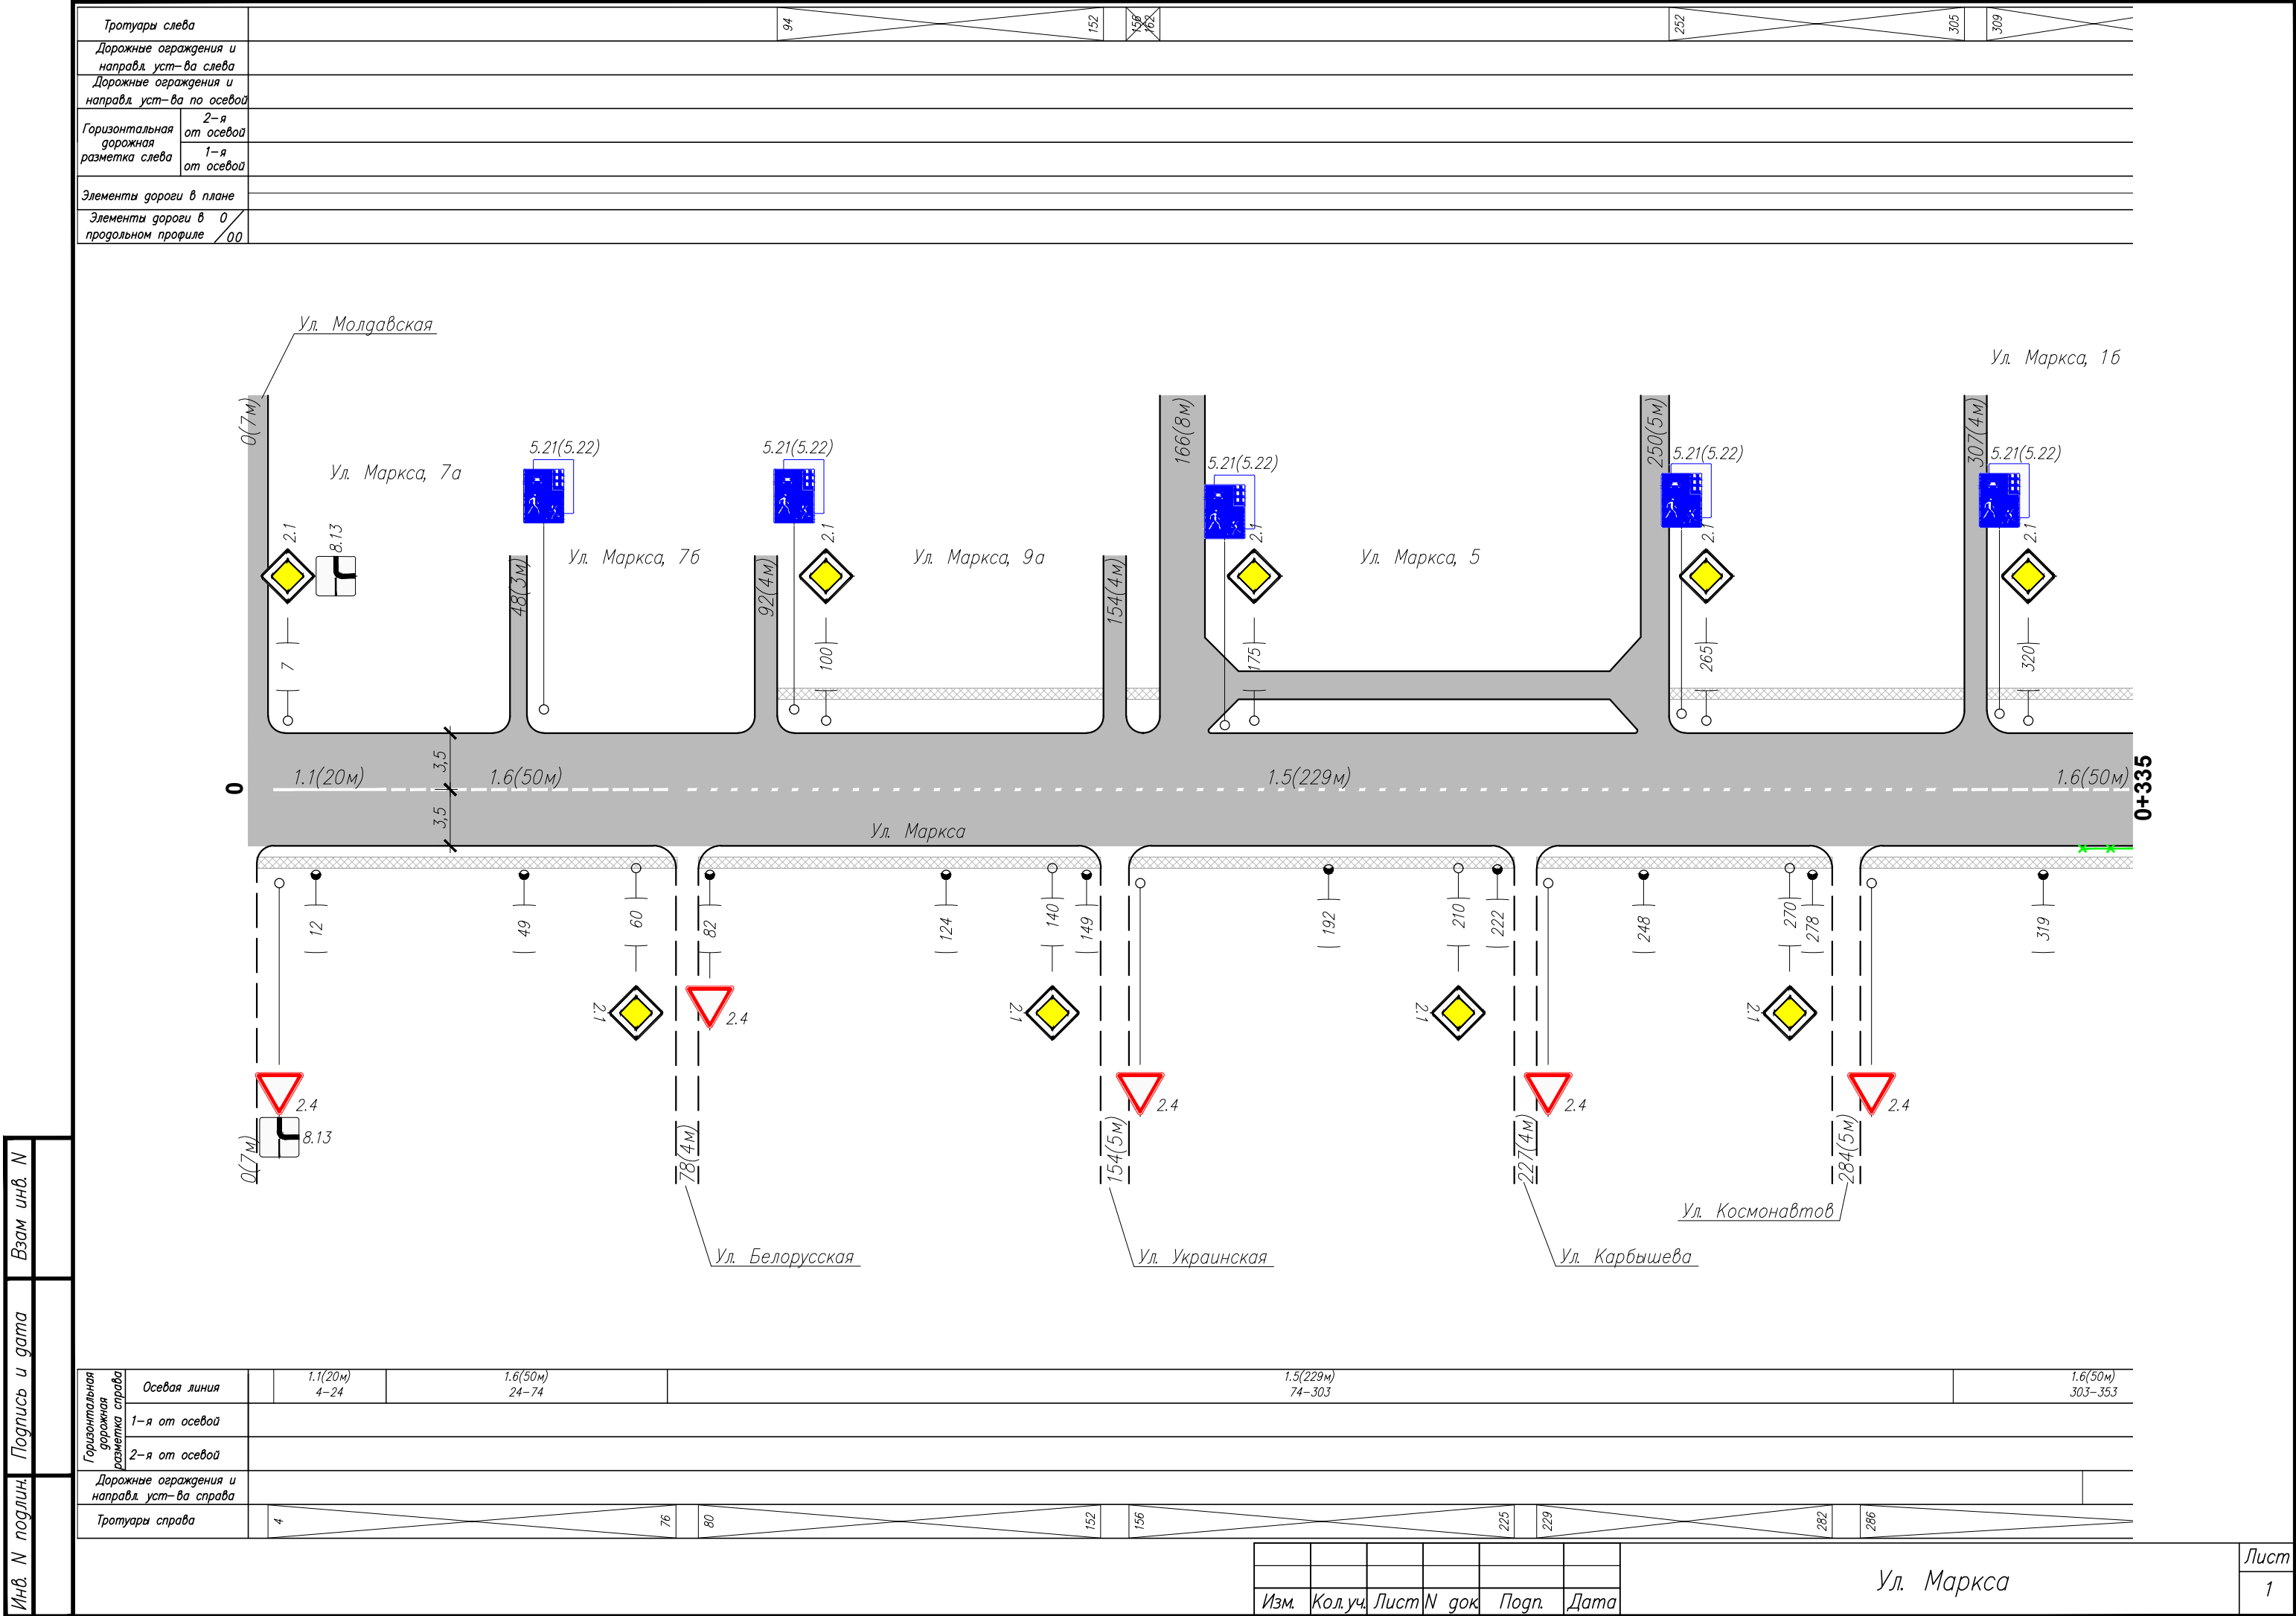 Тротуары слева
94
152
156
162
252
305
309
Дорожные ограждения и
направл. уст-ва слева
Дорожные ограждения и
направл. уст-ва по осевой
Горизонтальная
дорожная
разметка слева
2-я
от осевой
1-я
от осевой
Элементы дороги в плане
Элементы дороги в
продольном профиле
0/00
Ул. Молдавская
Ул. Маркса, 1б
0(7м)
166(8м)
250(5м)
307(4м)
5.21(5.22)
5.21(5.22)
5.21(5.22)
5.21(5.22)
5.21(5.22)
Ул. Маркса, 7а
2.1
8.13
2.1
2.1
2.1
2.1
48(3м)
Ул. Маркса, 7б
92(4м)
Ул. Маркса, 9а
154(4м)
Ул. Маркса, 5
7
100
175
265
320
0
1.1(20м)
3,5
1.6(50м)
1.5(229м)
1.6(50м)
0+335
3,5
Ул. Маркса
12
49
60
82
124
140
149
192
210
222
248
270
278
319
2.1
2.4
2.1
2.1
2.1
2.4
8.13
2.4
2.4
2.4
0(7м)
78(4м)
154(5м)
227(4м)
284(5м)
Ул. Космонавтов
Ул. Белорусская
Ул. Украинская
Ул. Карбышева
Горизонтальная
дорожная
разметка справа
Осевая линия
1.1(20м)
4-24
1.6(50м)
24-74
1.5(229м)
74-303
1.6(50м)
303-353
1-я от осевой
2-я от осевой
Дорожные ограждения и
направл. уст-ва справа
Тротуары справа
4
76
80
152
156
225
229
282
286
Взам инв. N
Подпись и дата
Инв. N подлин.
Изм.
Кол.уч.
Лист
N док
Подп.
Дата
Ул. Маркса
Лист
1